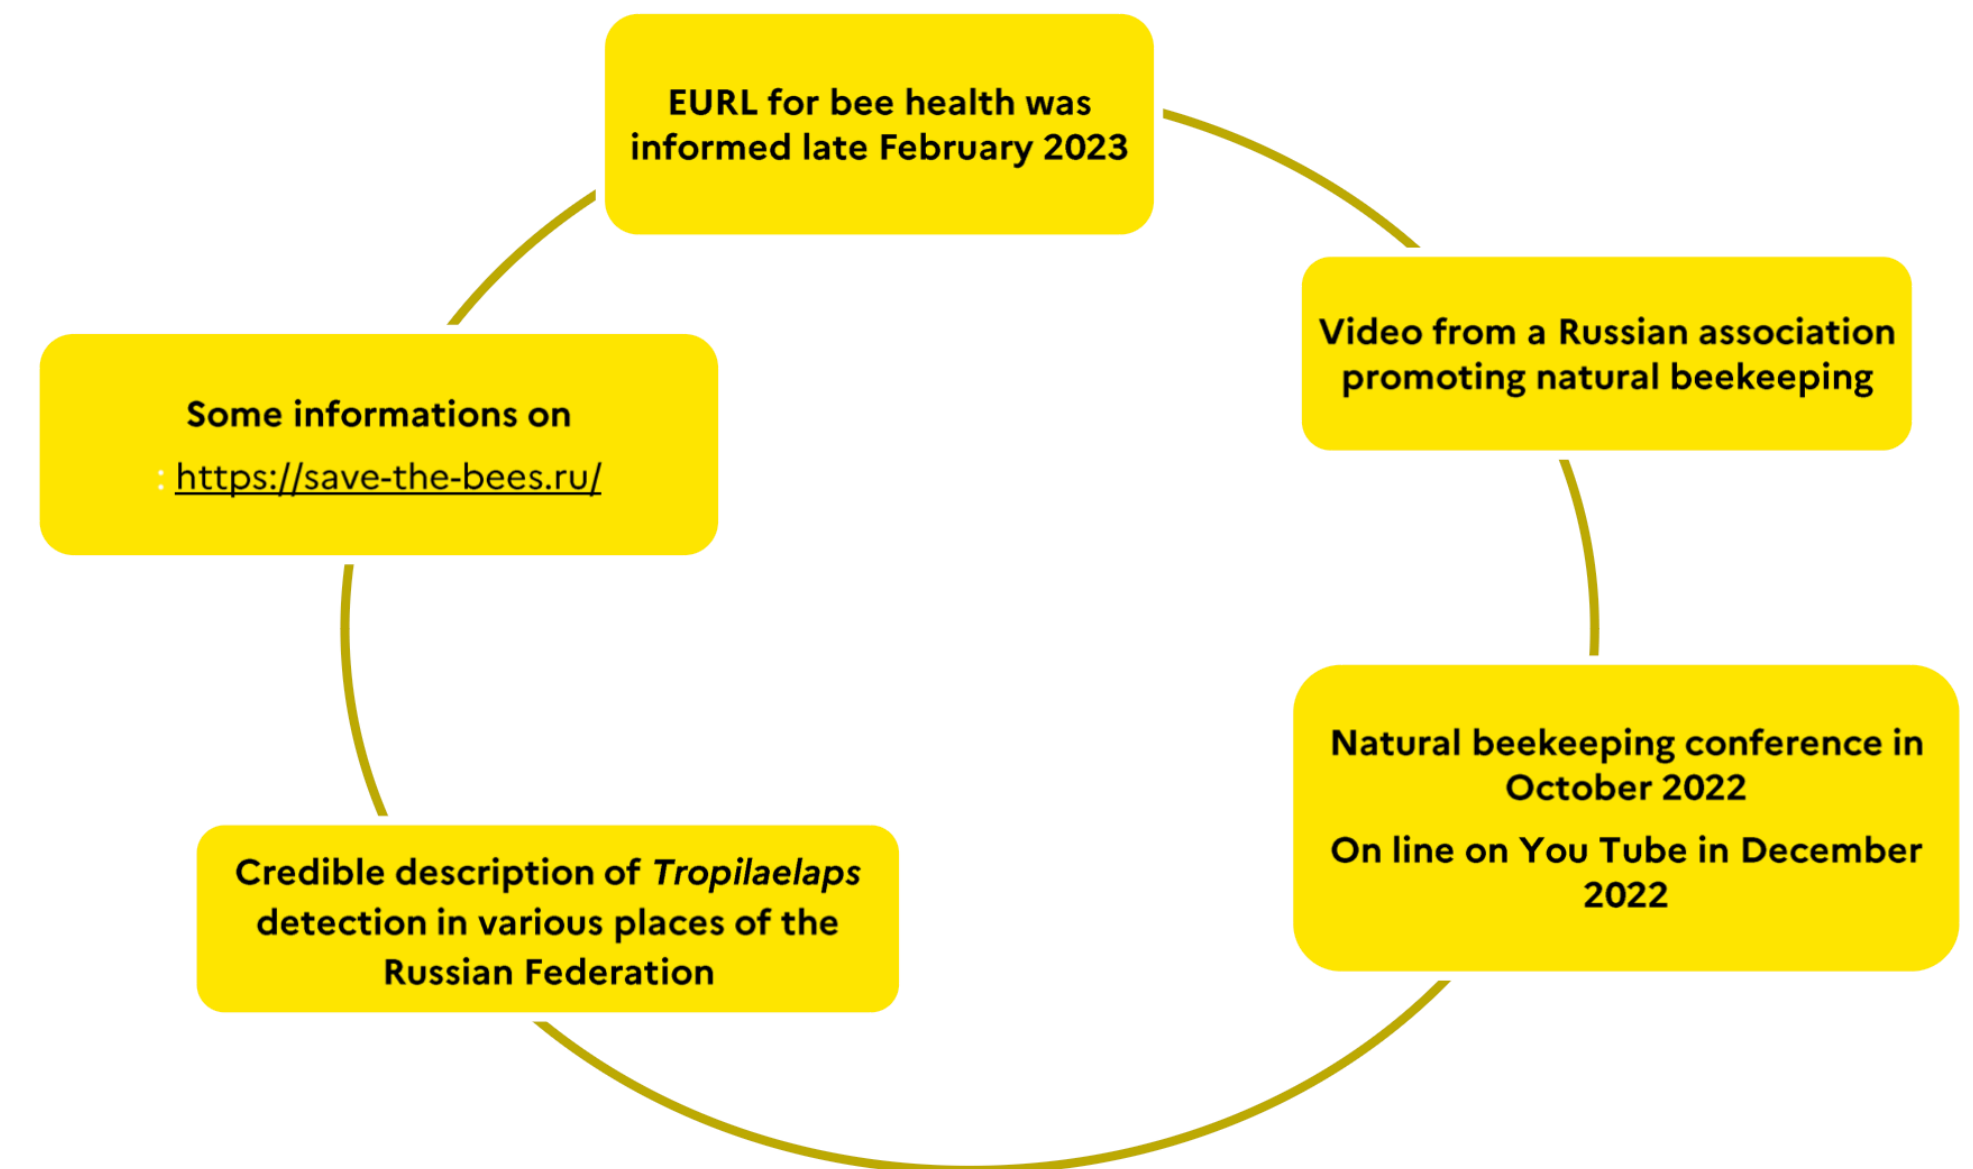 EURL for bee health was
informed late February 2023
Video from a Russian association
promoting natural beekeeping
Natural beekeeping conference in
October 2022
On line on You Tube in December
2022
Credible description of Tropilaelaps
detection in various places of the
Russian Federation
Some informations on
: https://save-the-bees.ru/